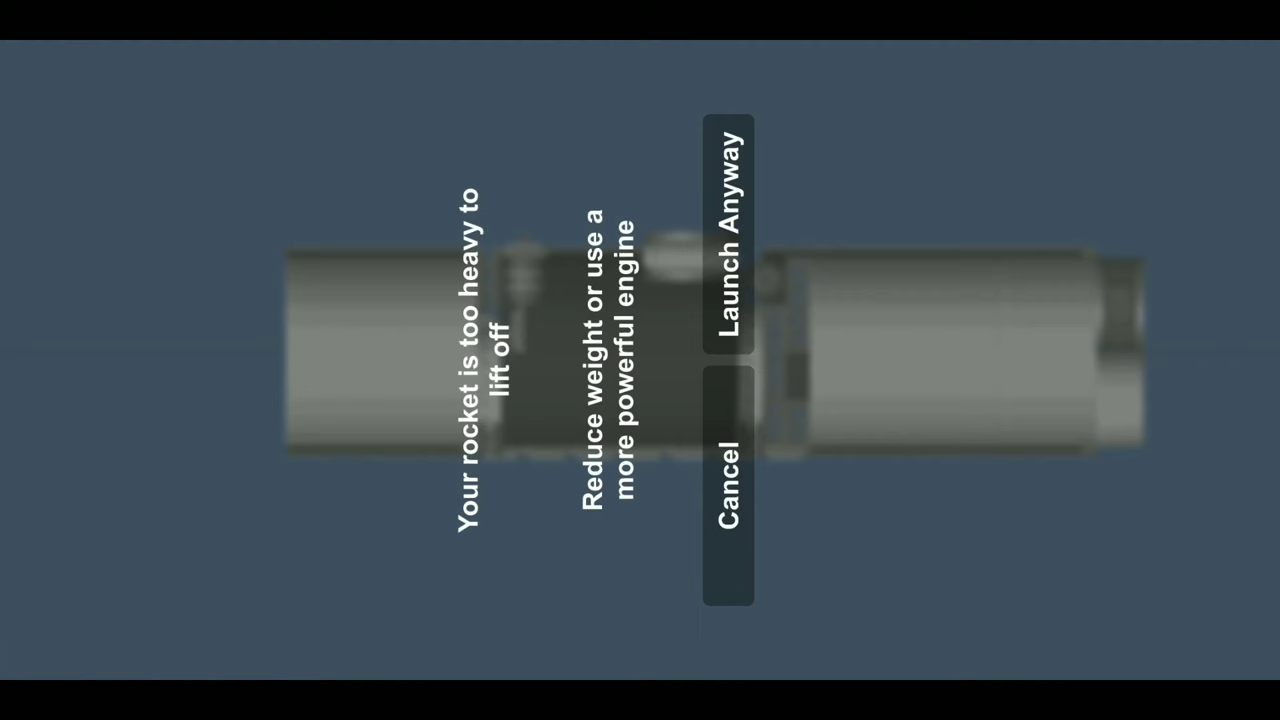 Your rocket is too heavy to
lift off
Reduce weight or use a
more powerful engine
Cancel
Launch Anyway